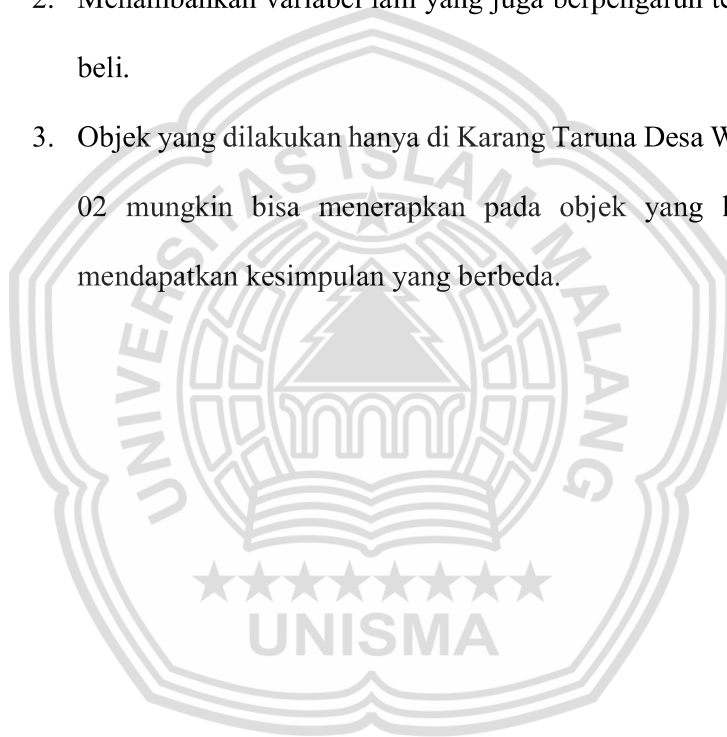 2. Menambahkan variabel lain yang juga berpengaruh
beli.
3. Objek yang dilakukan hanya di Karang Taruna Desa
02 mungkin bisa menerapkan pada objek yang
mendapatkan kesimpulan yang berbeda.
UNIVERSITAS ISLAM MALANG
UNISMA